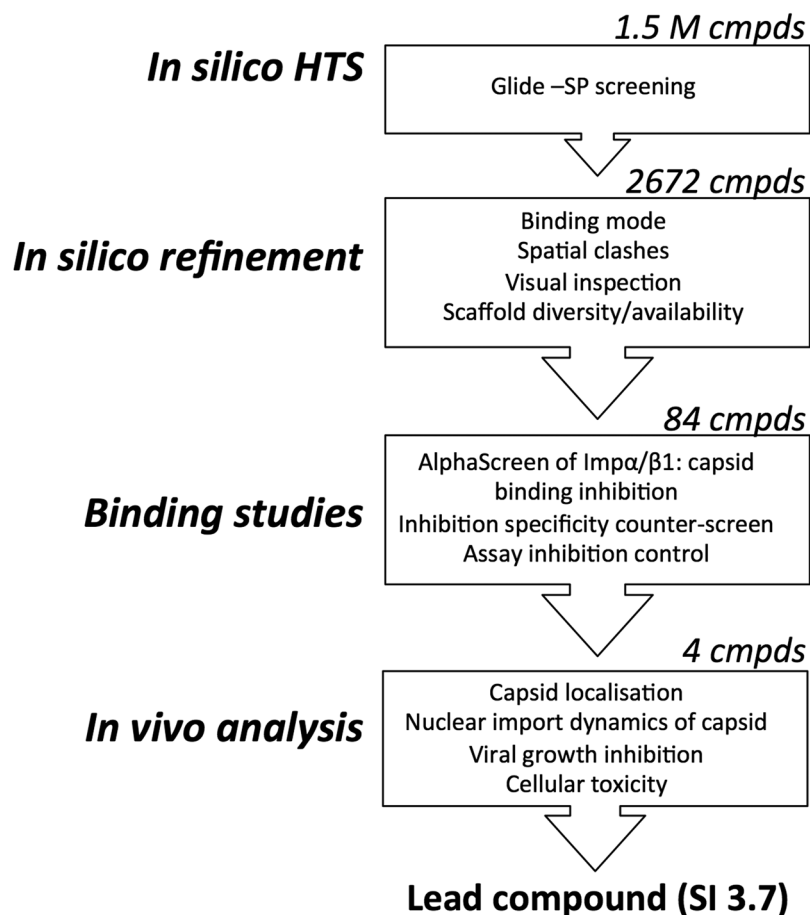 1.5 M cmpds
In silico HTS
Glide –SP screening
2672 cmpds
In silico refinement
Binding mode
Spatial clashes
Visual inspection
Scaffold diversity/availability
84 cmpds
Binding studies
AlphaScreen of Impα/β1: capsid
binding inhibition
Inhibition specificity counter-screen
Assay inhibition control
4 cmpds
In vivo analysis
Capsid localisation
Nuclear import dynamics of capsid
Viral growth inhibition
Cellular toxicity
Lead compound (SI 3.7)